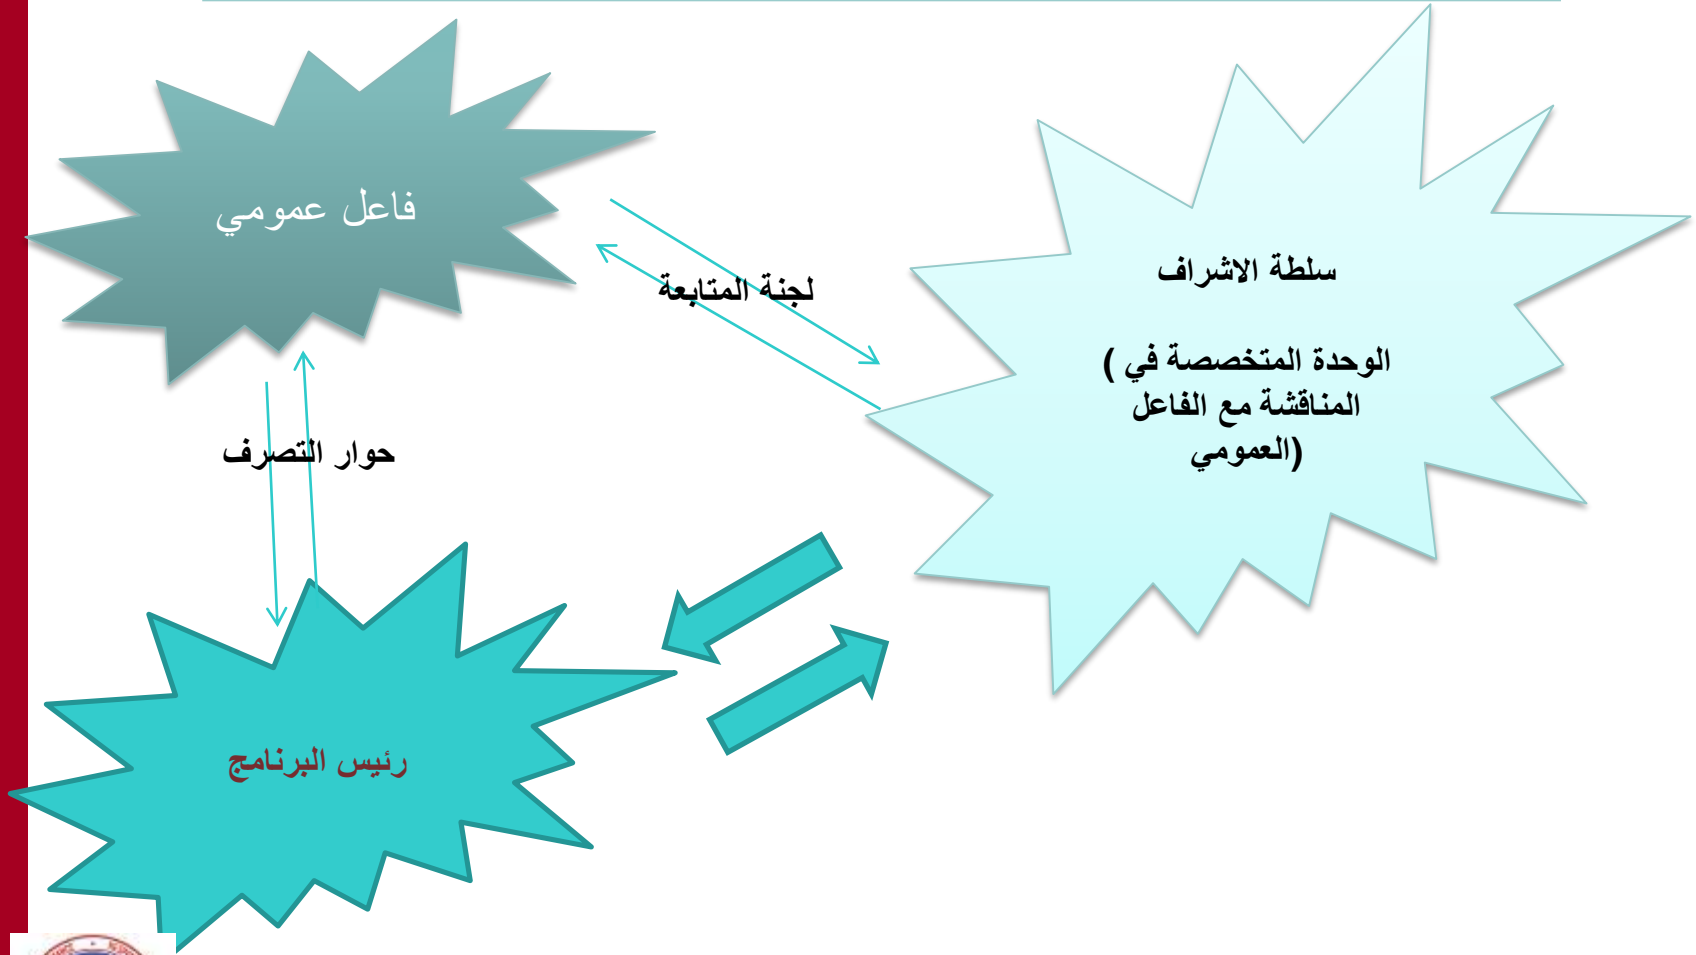 فاعل عمومي
سلطة الاشراف
الوحدة المتخصصة في )
المناقشة مع الفاعل
(العمومي
لجنة المتابعة
حوار التصرف
رئيس البرنامج